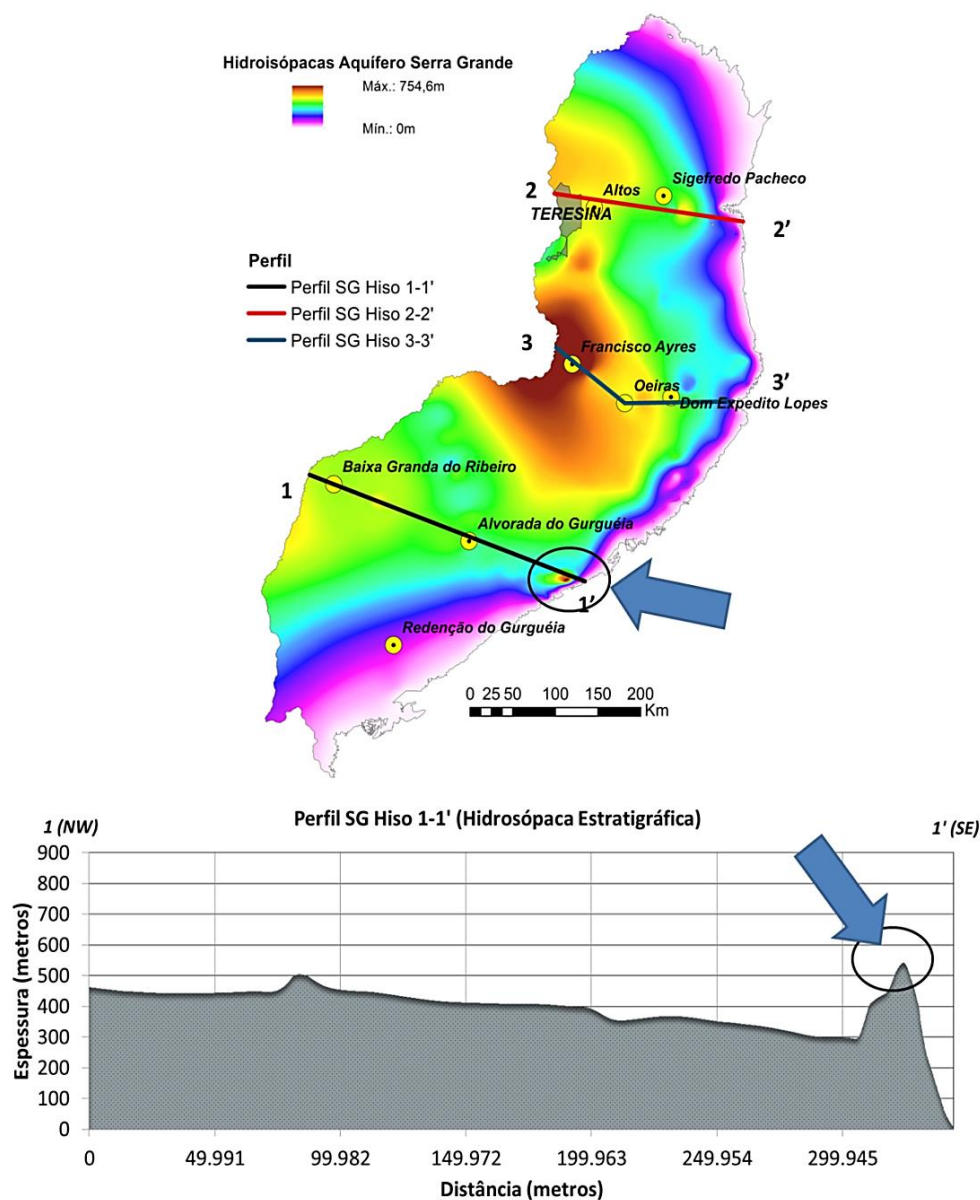 Hidroisópacas Aquífero Serra Grande
Máx.: 754,6m
Mín.: 0m
Sigefredo Pacheco
Altos
2
TERESINA
2'
Perfil
Perfil SG Hiso 1-1'
Perfil SG Hiso 2-2'
Perfil SG Hiso 3-3'
3
Francisco Ayres
3'
Oeiras
Dom Expedito Lopes
Baixa Granda do Ribeiro
1
Alvorada do Gurguéia
1'
Redenção do Gurguéia
0 25 50 100 150 200
Km
Perfil SG Hiso 1-1' (Hidrosópaca Estratigráfica)
1 (NW)
1' (SE)
Espessura (metros)
900
800
700
600
500
400
300
200
100
0
0 49.991 99.982 149.972 199.963 249.954 299.945
Distância (metros)